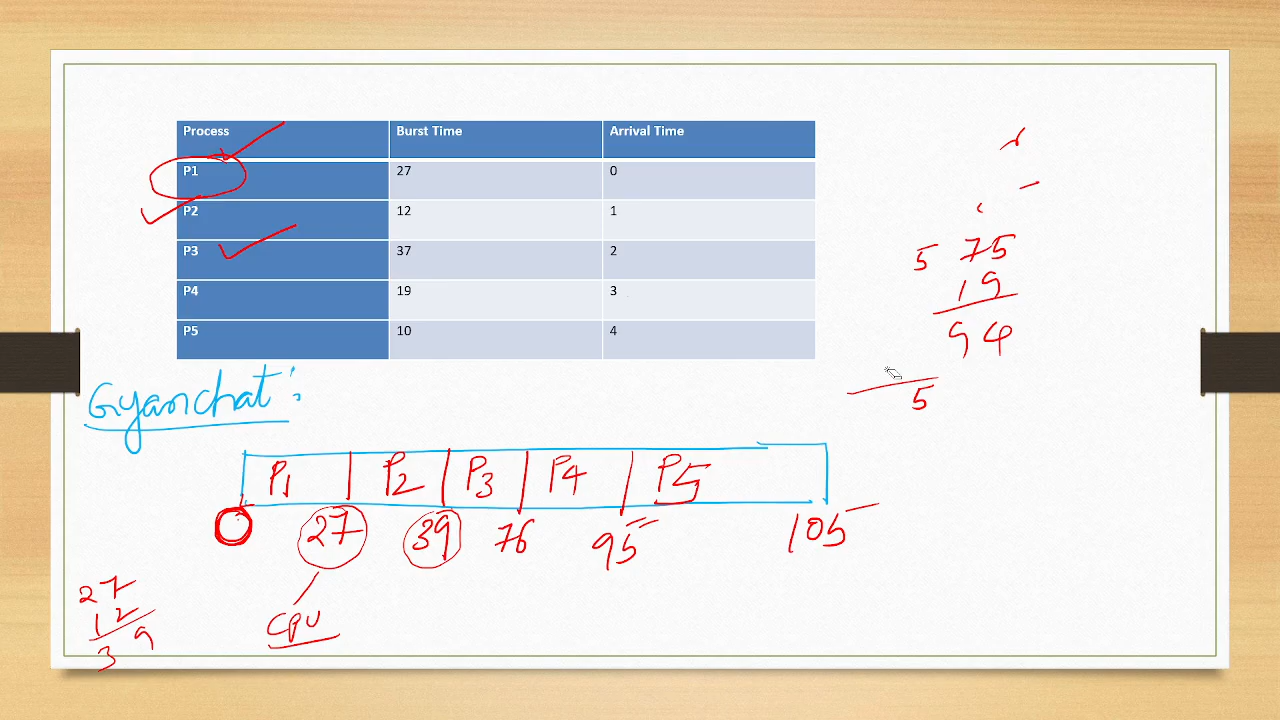 Process Burst Time Arrival Time
P1 27 0
P2 12 1
P3 37 2
P4 19 3
P5 10 4
5 75
19
94
5
Gyanchat:
P1 P2 P3 P4 P5
0 27 39 76 95 105
27
12
39
CPU